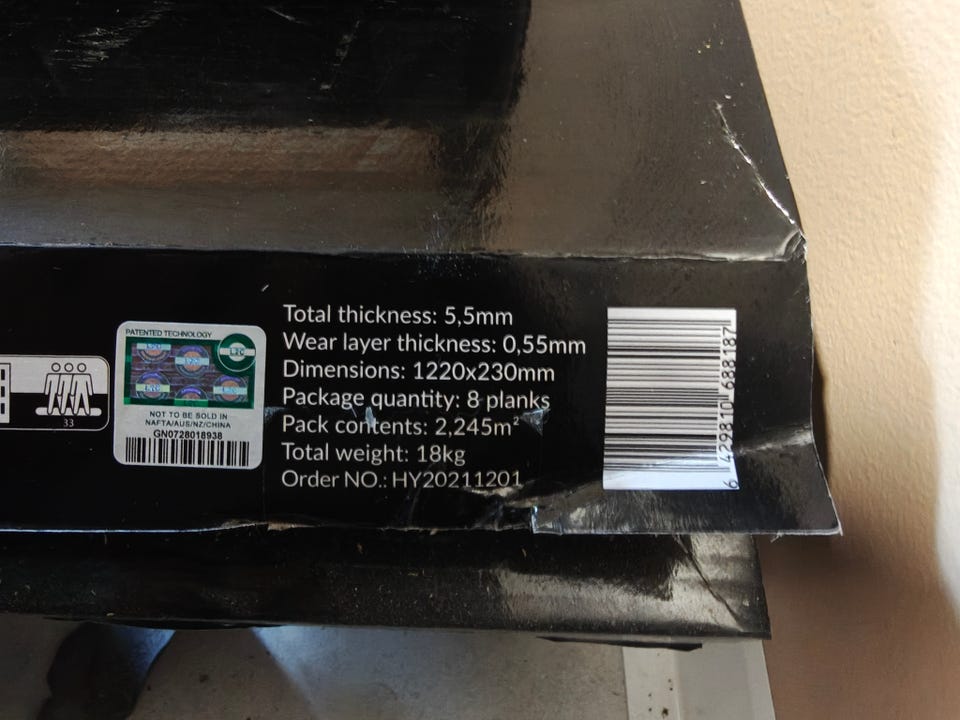 33
PATENTED TECHNOLOGY
NOT TO BE SOLD IN
NAFTA/AUS/NZ/CHINA
GN0728018938
Total thickness: 5,5mm
Wear layer thickness: 0,55mm
Dimensions: 1220x230mm
Package quantity: 8 planks
Pack contents: 2,245m²
Total weight: 18kg
Order NO.: HY20211201
6 429810 688187